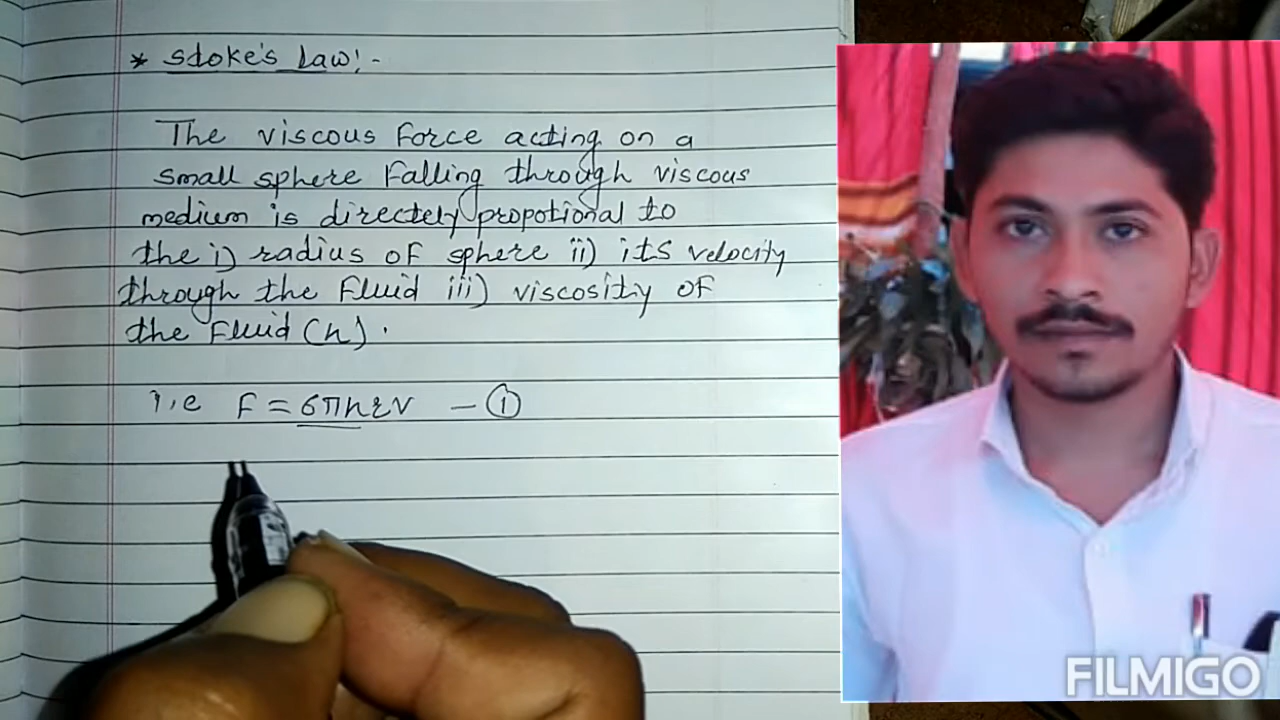 * Stoke's Law:-
The viscous force acting on a
small sphere falling through viscous
medium is directely propotional to
the i) radius of sphere ii) its velocity
through the fluid iii) viscosity of
the fluid (η).
i.e F = 6πηrv — ①
FILMIGO